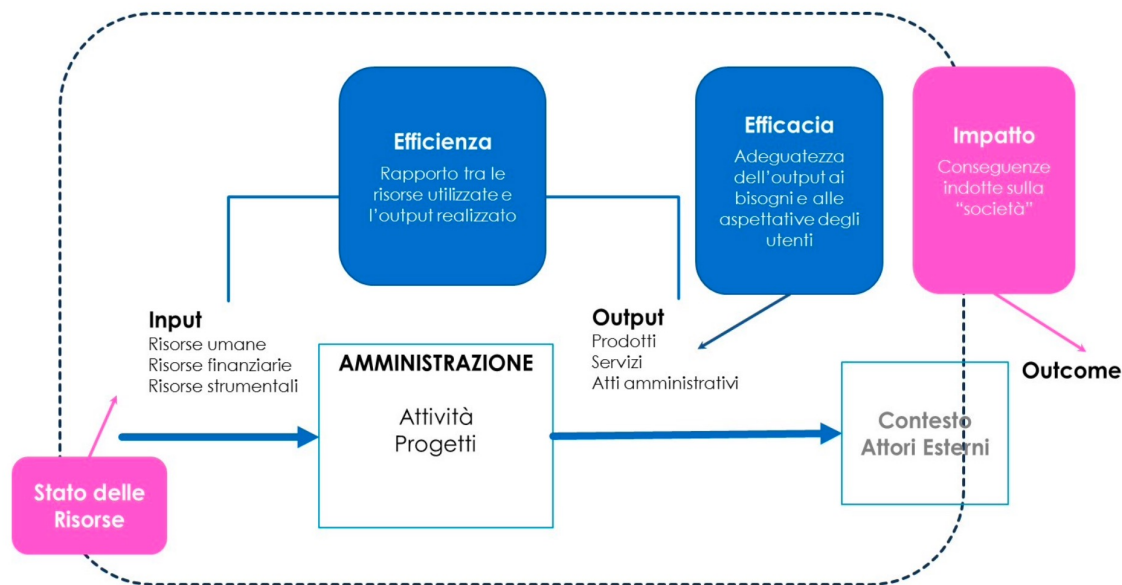 Efficienza
Rapporto tra le
risorse utilizzate e
l'output realizzato
Efficacia
Adeguatezza
dell'output ai
bisogni e alle
aspettative degli
utenti
Impatto
Conseguenze
indotte sulla
"società"
Input
Risorse umane
Risorse finanziarie
Risorse strumentali
AMMINISTRAZIONE
Attività
Progetti
Output
Prodotti
Servizi
Atti amministrativi
Outcome
Contesto
Attori Esterni
Stato delle
Risorse